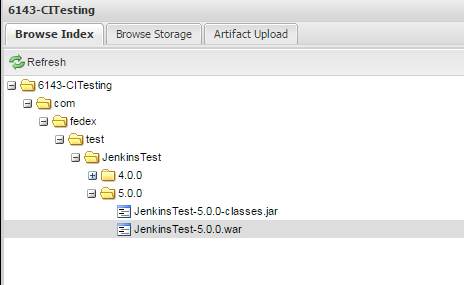 6143-CITesting
Browse Index Browse Storage Artifact Upload
Refresh
6143-CITesting
com
fedex
test
JenkinsTest
4.0.0
5.0.0
JenkinsTest-5.0.0-classes.jar
JenkinsTest-5.0.0.war